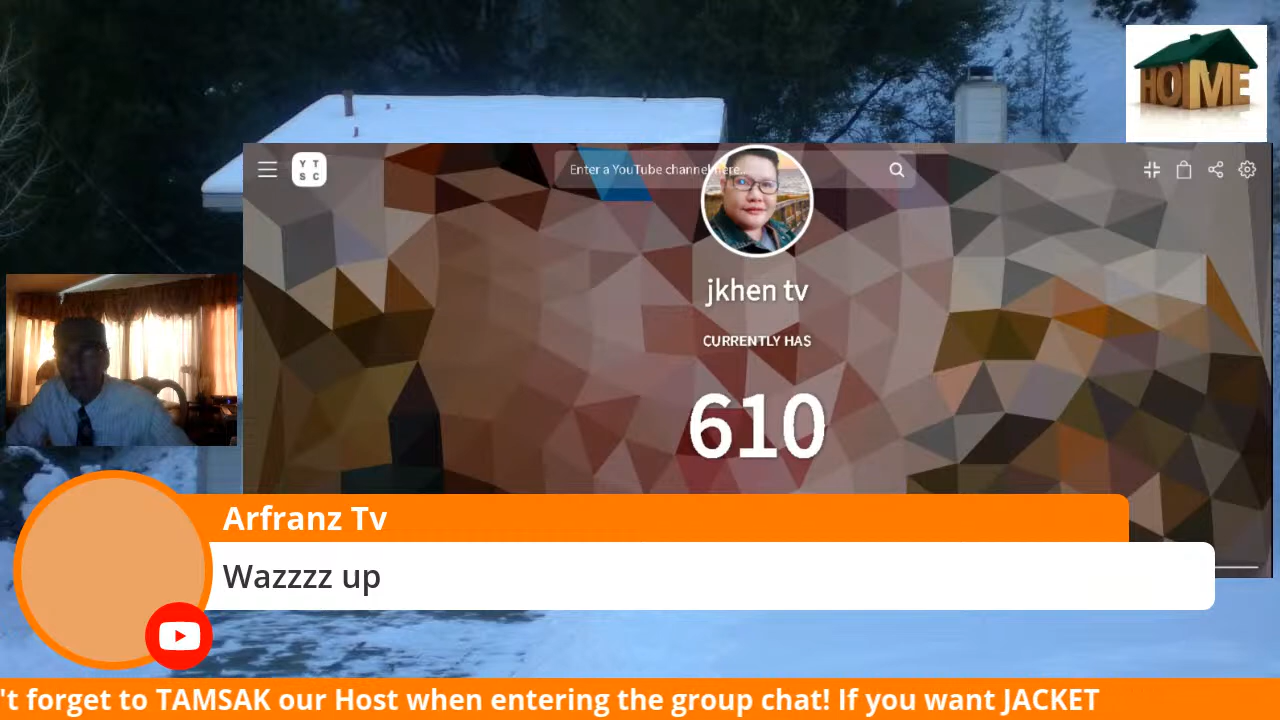 HOME
Y T
S C
Enter a YouTube channel here...
jkhen tv
CURRENTLY HAS
610
Arfranz Tv
Wazzzz up
't forget to TAMSAK our Host when entering the group chat! If you want JACKET